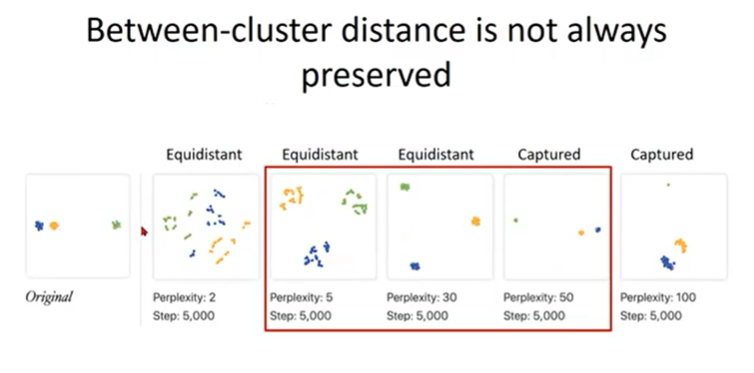 Between-cluster distance is not always
preserved
Equidistant
Equidistant
Equidistant
Captured
Captured
Original
Perplexity: 2
Step: 5,000
Perplexity: 5
Step: 5,000
Perplexity: 30
Step: 5,000
Perplexity: 50
Step: 5,000
Perplexity: 100
Step: 5,000